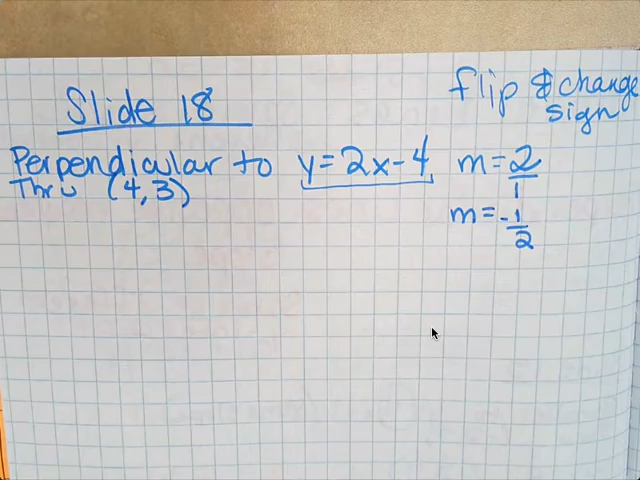 Slide 18
flip & change
sign
Perpendicular to y=2x-4 m=2/1
Thru (4,3)
m=-1/2